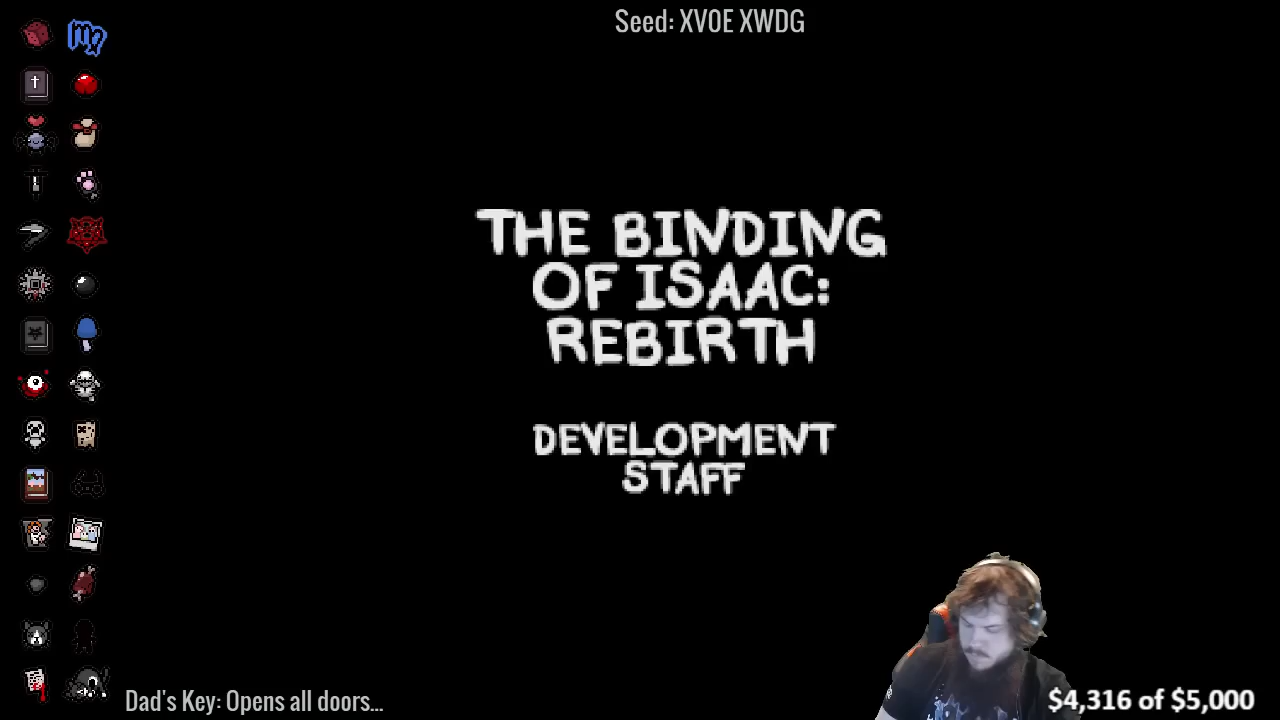 Seed: XV0E XWDG
THE BINDING
OF ISAAC:
REBIRTH
DEVELOPMENT
STAFF
Dad's Key: Opens all doors...
$4,316 of $5,000